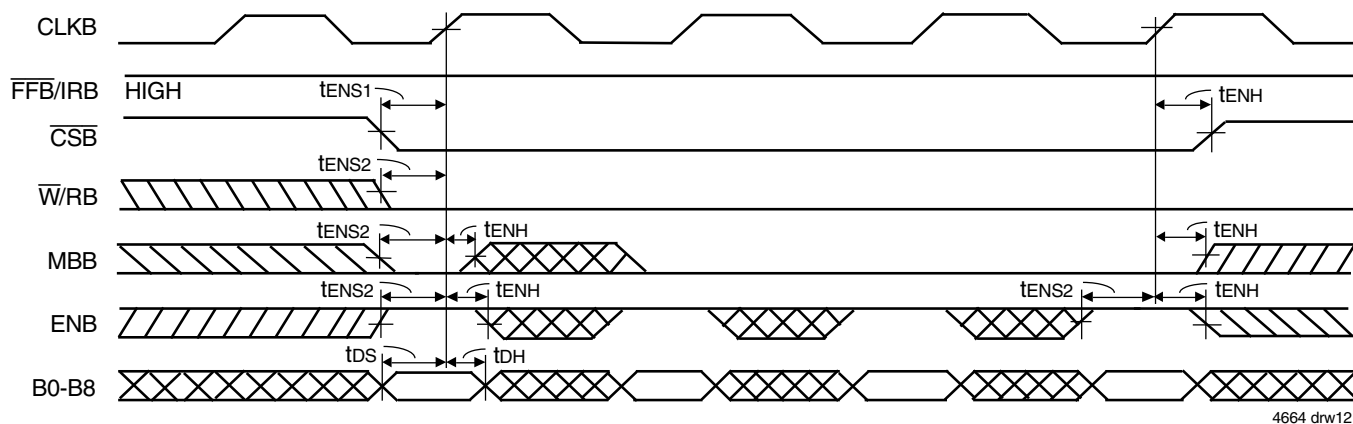 CLKB
FFB/IRB HIGH
tENS1
tENH
CSB
tENS2
W/RB
tENS2
tENH
tENH
MBB
tENS2
tENH
tENS2
tENH
ENB
tDS
tDH
B0-B8
4664 drw12